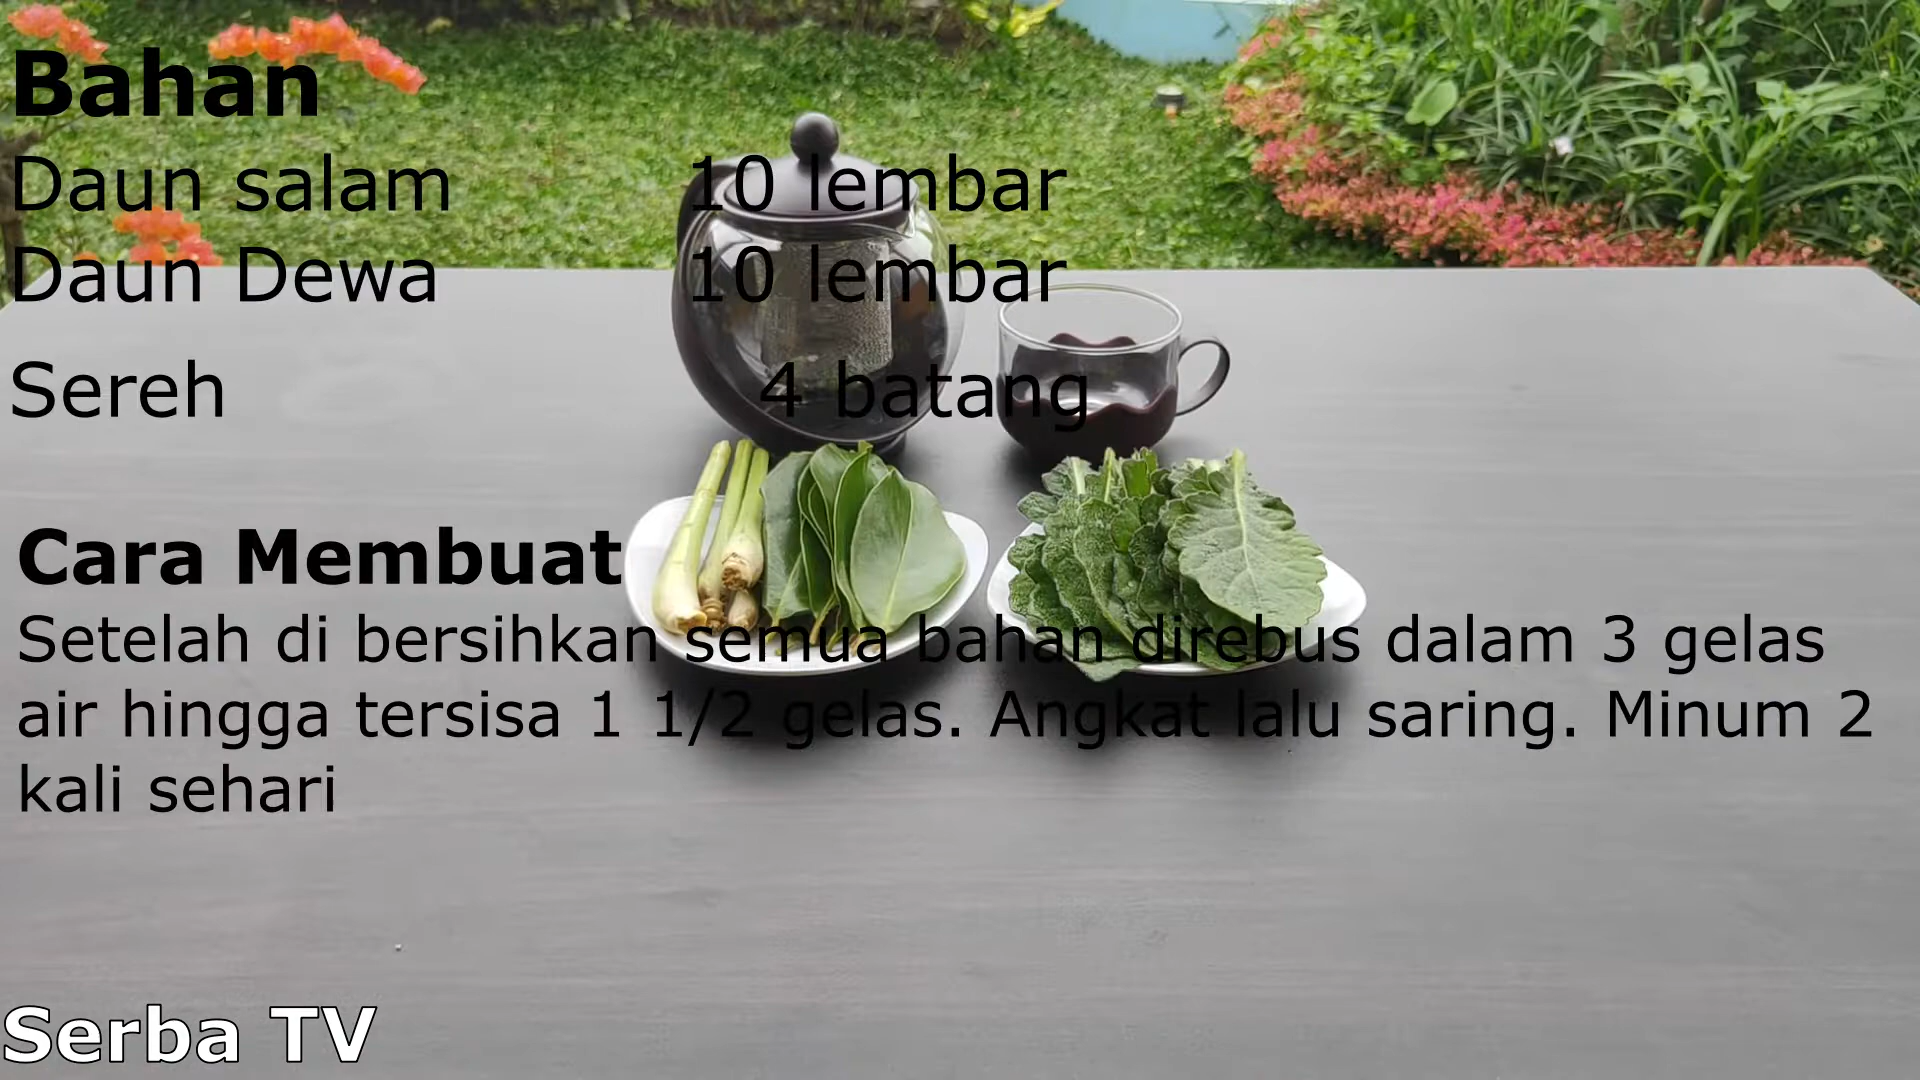 Bahan
Daun salam 10 lembar
Daun Dewa 10 lembar
Sereh 4 batang
Cara Membuat
Setelah di bersihkan semua bahan direbus dalam 3 gelas
air hingga tersisa 1 1/2 gelas. Angkat lalu saring. Minum 2
kali sehari
Serba TV